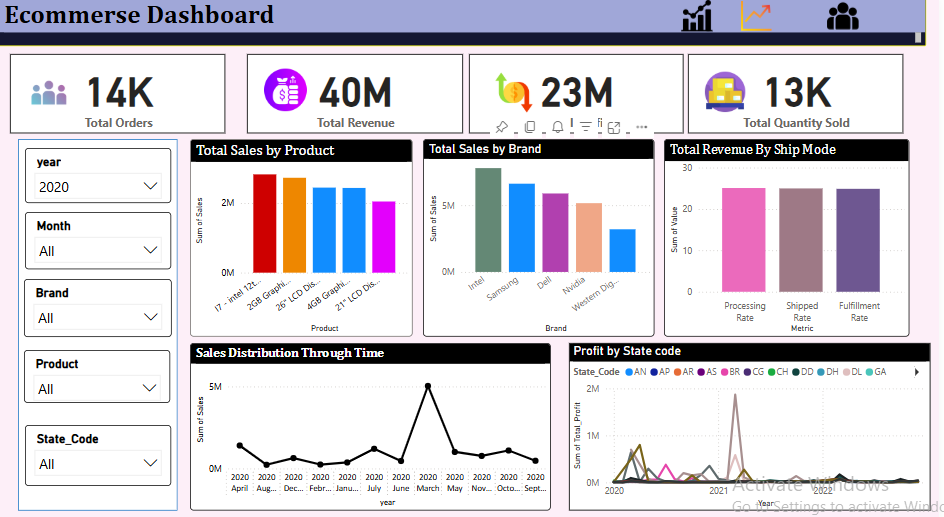 Ecommerse Dashboard
14K
Total Orders
40M
Total Revenue
23M
13K
Total Quantity Sold
year
2020
Month
All
Brand
All
Product
All
State_Code
All
Total Sales by Product
Sum of Sales
2M
0M
I7 - intel 12t...
2GB Graphi...
26" LCD Dis...
4GB Graphi...
21" LCD Dis...
Product
Total Sales by Brand
Sum of Sales
5M
0M
Intel
Samsung
Dell
Nvidia
Western Dig...
Brand
Total Revenue By Ship Mode
Sum of Value
30
20
10
0
Processing Rate
Shipped Rate
Fulfillment Rate
Metric
Sales Distribution Through Time
Sum of Sales
5M
0M
2020 2020 2020 2020 2020 2020 2020 2020 2020 2020 2020 2020
April Aug... Dec... Febr... Janu... July June March May Nov... Octo... Sept...
year
Profit by State code
State_Code AN AP AR AS BR CG CH DD DH DL GA
Sum of Total_Profit
2M
1M
0M
2020 2021 2022
Year
Activate Windows
Go to Settings to activate Windo